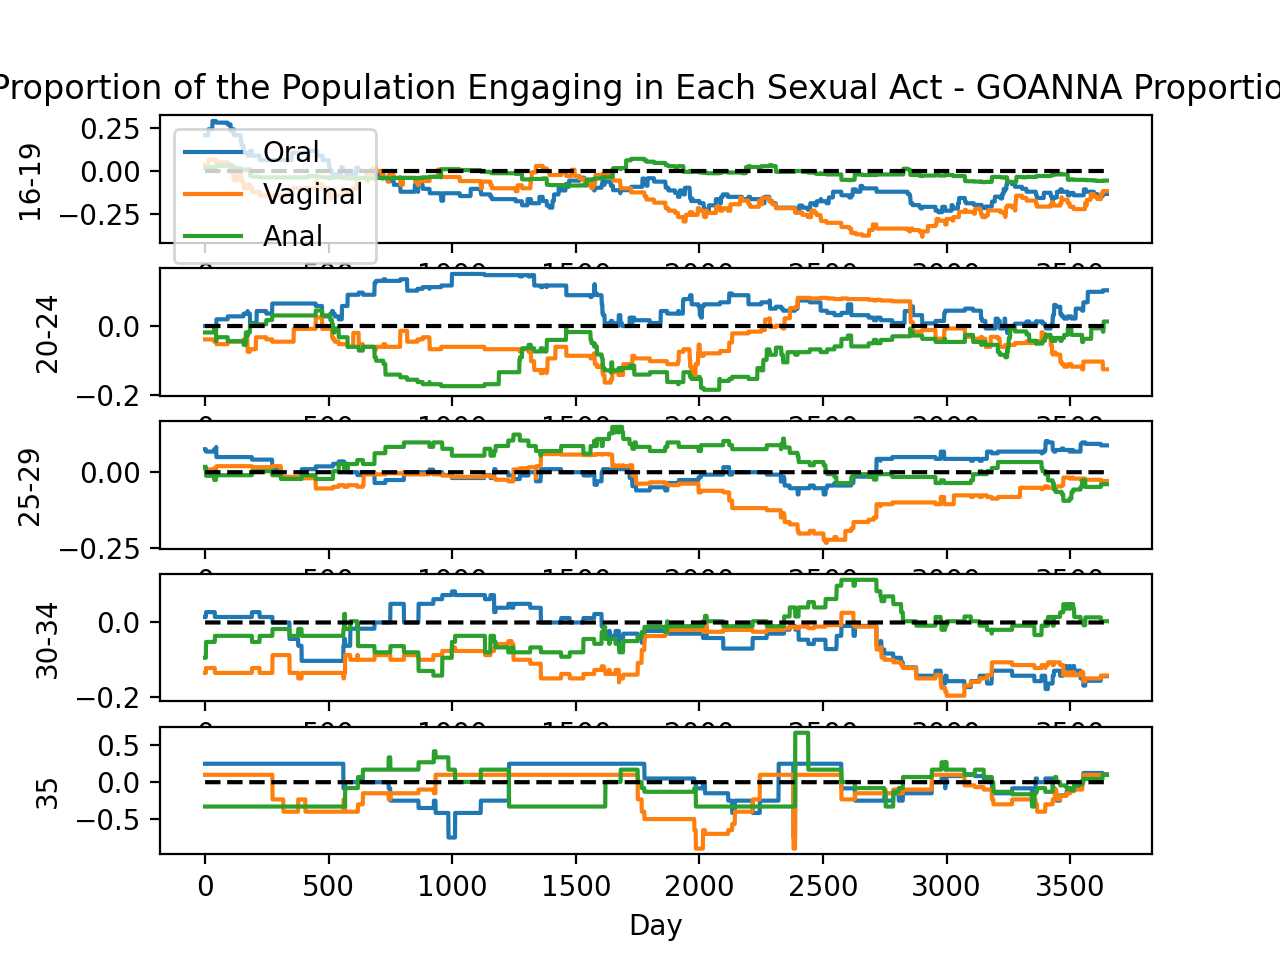 Proportion of the Population Engaging in Each Sexual Act - GOANNA Proportio
16-19
0.25
0.00
−0.25
Oral
Vaginal
Anal
20-24
0.0
−0.2
25-29
0.00
−0.25
30-34
0.0
−0.2
35
0.5
0.0
−0.5
0 500 1000 1500 2000 2500 3000 3500
Day